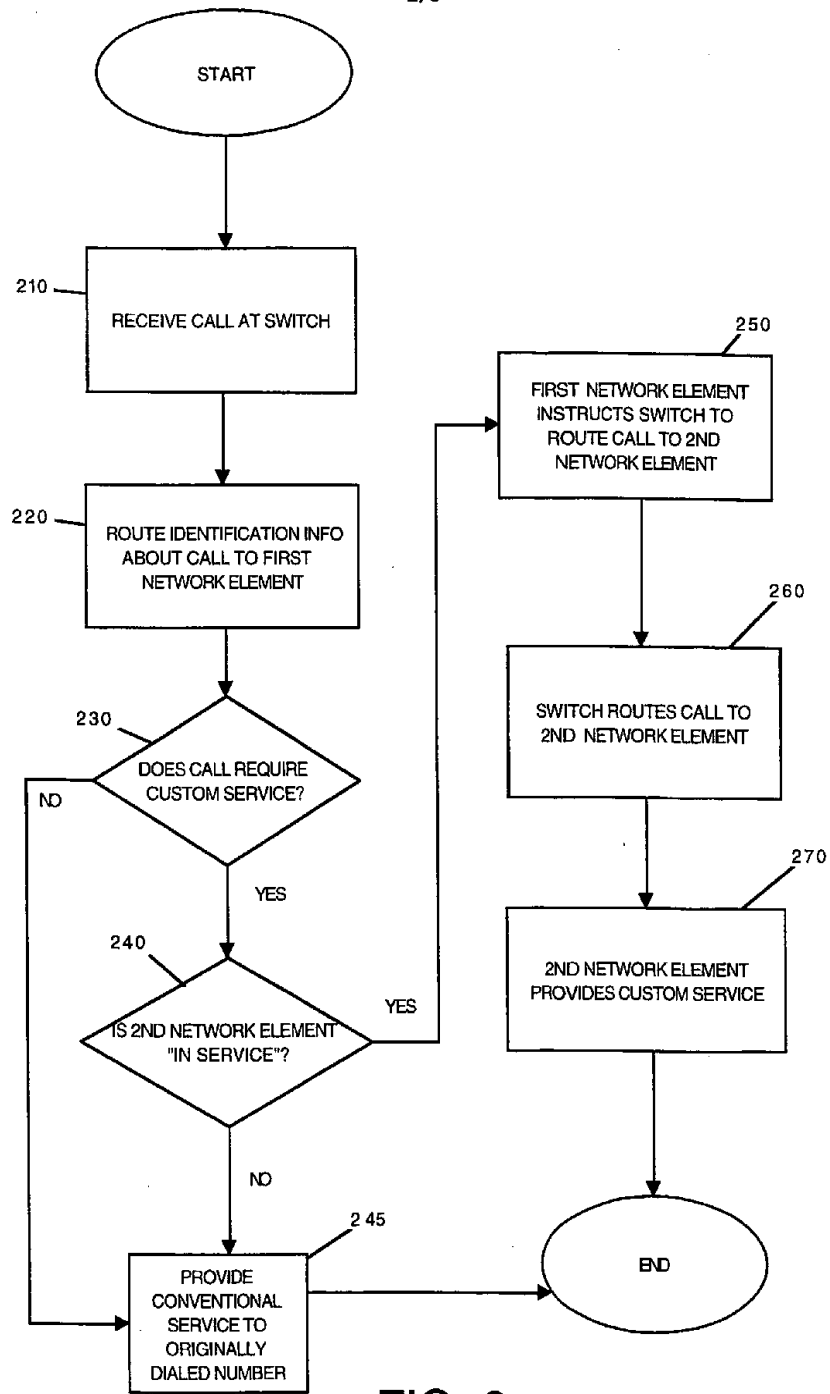 START
210
RECEIVE CALL AT SWITCH
220
ROUTE IDENTIFICATION INFO
ABOUT CALL TO FIRST
NETWORK ELEMENT
230
DOES CALL REQUIRE
CUSTOM SERVICE?
NO
YES
240
IS 2ND NETWORK ELEMENT
"IN SERVICE"?
YES
NO
245
PROVIDE
CONVENTIONAL
SERVICE TO
ORIGINALLY
DIALED NUMBER
250
FIRST NETWORK ELEMENT
INSTRUCTS SWITCH TO
ROUTE CALL TO 2ND
NETWORK ELEMENT
260
SWITCH ROUTES CALL TO
2ND NETWORK ELEMENT
270
2ND NETWORK ELEMENT
PROVIDES CUSTOM SERVICE
END